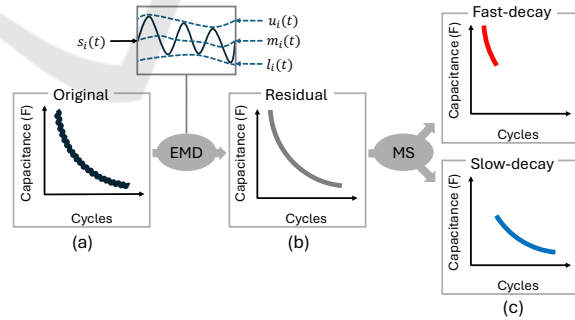 u_i(t)
s_i(t)
m_i(t)
l_i(t)
Original
Capacitance (F)
Cycles
(a)
EMD
Residual
Capacitance (F)
Cycles
(b)
MS
Fast-decay
Capacitance (F)
Cycles
Slow-decay
Capacitance (F)
Cycles
(c)